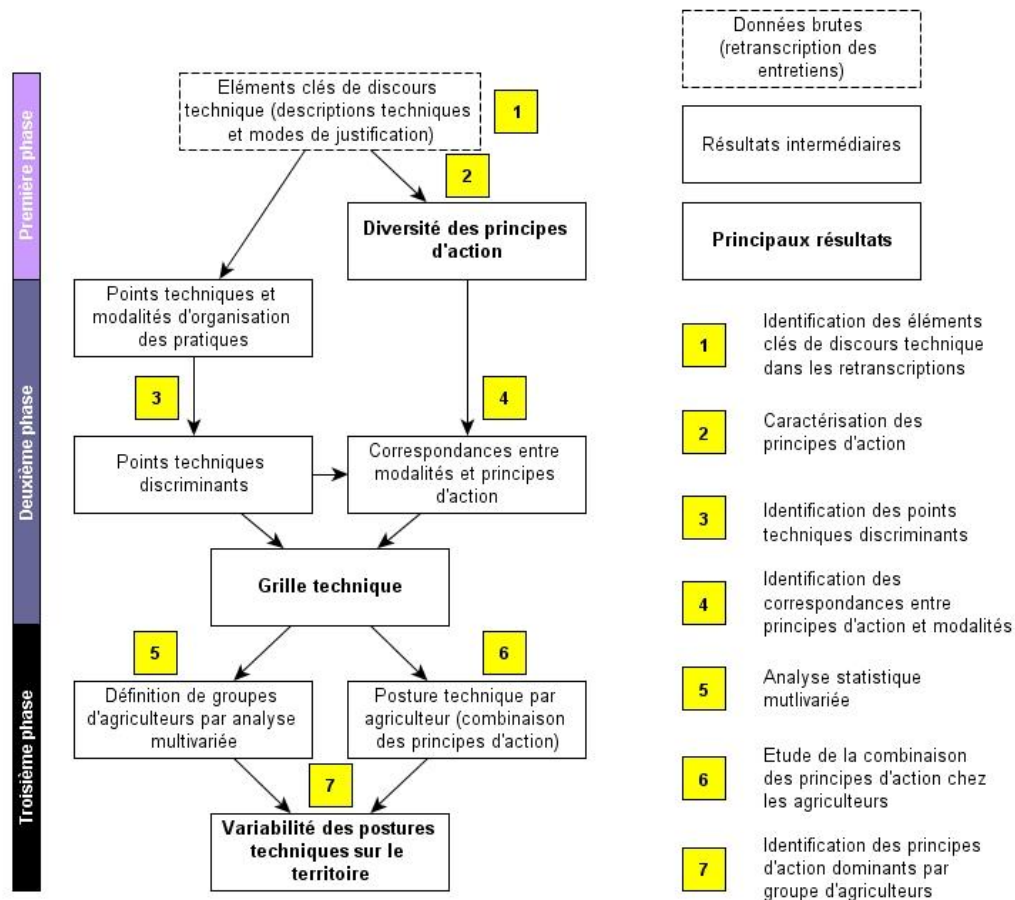 Première phase
Deuxième phase
Troisième phase
Eléments clés de discours
technique (descriptions techniques
et modes de justification)
1
2
Diversité des principes
d'action
Points techniques et
modalités d'organisation
des pratiques
3
4
Points techniques
discriminants
Correspondances entre
modalités et principes
d'action
Grille technique
5
6
Définition de groupes
d'agriculteurs par analyse
multivariée
Posture technique par
agriculteur (combinaison
des principes d'action)
7
Variabilité des postures
techniques sur le
territoire
Données brutes
(retranscription des
entretiens)
Résultats intermédiaires
Principaux résultats
1
Identification des éléments
clés de discours technique
dans les retranscriptions
2
Caractérisation des
principes d'action
3
Identification des points
techniques discriminants
4
Identification des
correspondances entre
principes d'action et modalités
5
Analyse statistique
mutlivariée
6
Etude de la combinaison
des principes d'action chez
les agriculteurs
7
Identification des principes
d'action dominants par
groupe d'agriculteurs